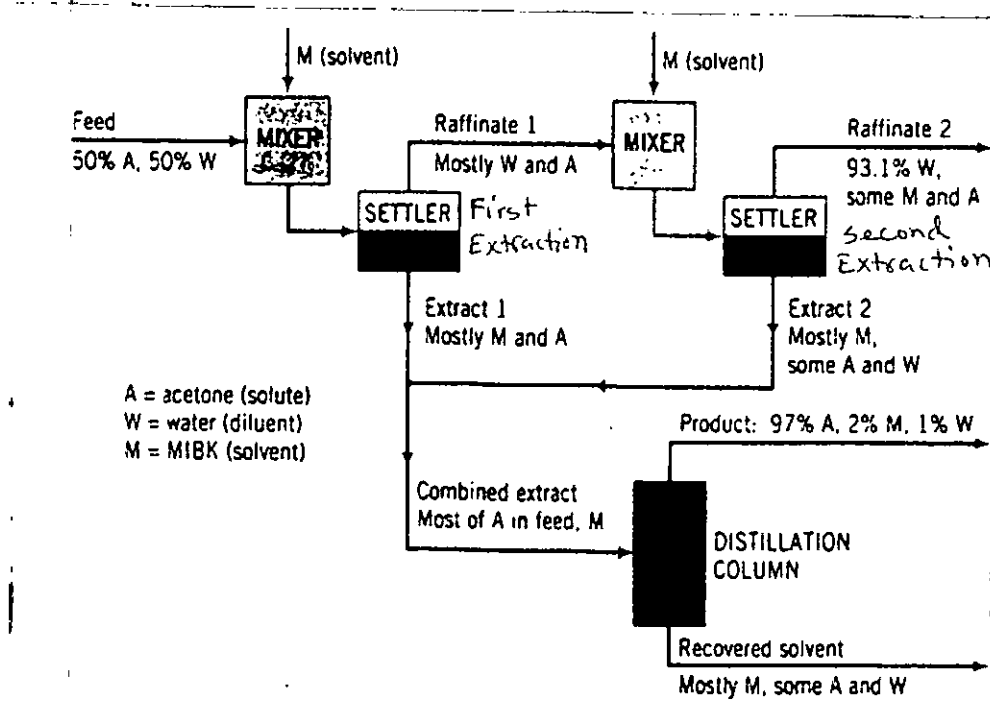 M (solvent)
M (solvent)
Feed
50% A, 50% W
MIXER
Raffinate 1
Mostly W and A
MIXER
Raffinate 2
93.1% W,
some M and A
SETTLER
First
Extraction
SETTLER
second
Extraction
Extract 1
Mostly M and A
Extract 2
Mostly M,
some A and W
A = acetone (solute)
W = water (diluent)
M = MIBK (solvent)
Product: 97% A, 2% M, 1% W
Combined extract
Most of A in feed, M
DISTILLATION
COLUMN
Recovered solvent
Mostly M, some A and W